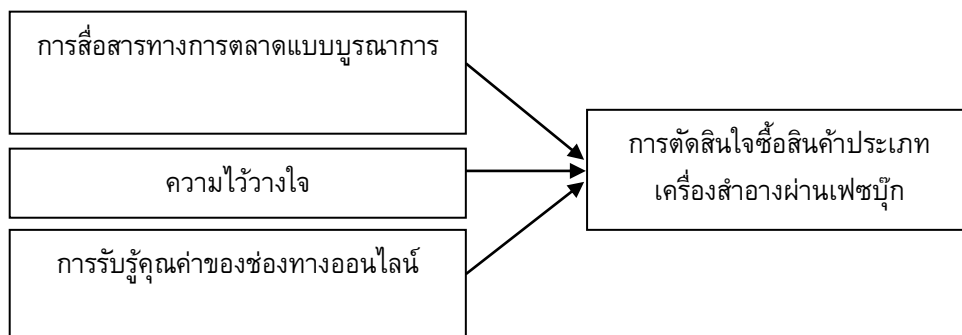 การสื่อสารทางการตลาดแบบบูรณาการ
ความไว้วางใจ
การรับรู้คุณค่าของช่องทางออนไลน์
การตัดสินใจซื้อสินค้าประเภท
เครื่องสำอางผ่านเฟซบุ๊ก